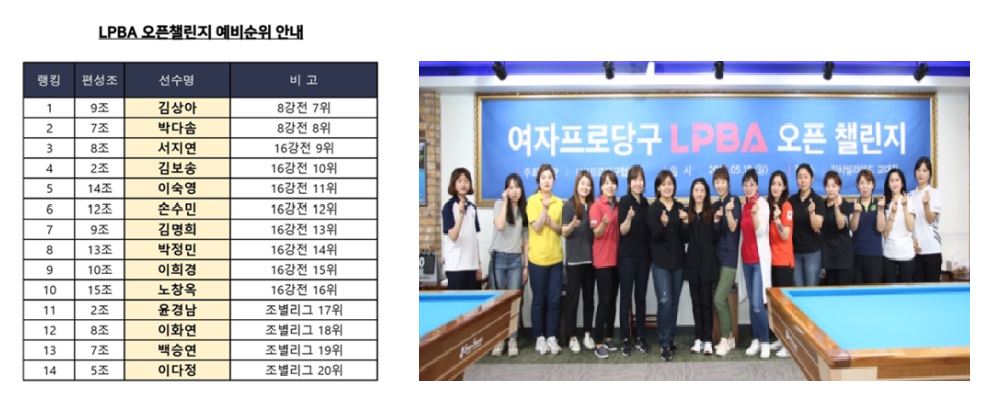 LPBA 오픈챌린지 예비순위 안내
랭킹 편성조 선수명 비 고
1 9조 김상아 8강전 7위
2 7조 박다솜 8강전 8위
3 8조 서지연 16강전 9위
4 2조 김보송 16강전 10위
5 14조 이숙영 16강전 11위
6 12조 손수민 16강전 12위
7 9조 김명희 16강전 13위
8 13조 박정민 16강전 14위
9 10조 이희경 16강전 15위
10 15조 노창옥 16강전 16위
11 2조 윤경남 조별리그 17위
12 8조 이화연 조별리그 18위
13 7조 백승연 조별리그 19위
14 5조 이다정 조별리그 20위
여자프로당구 LPBA 오픈 챌린지
일 시